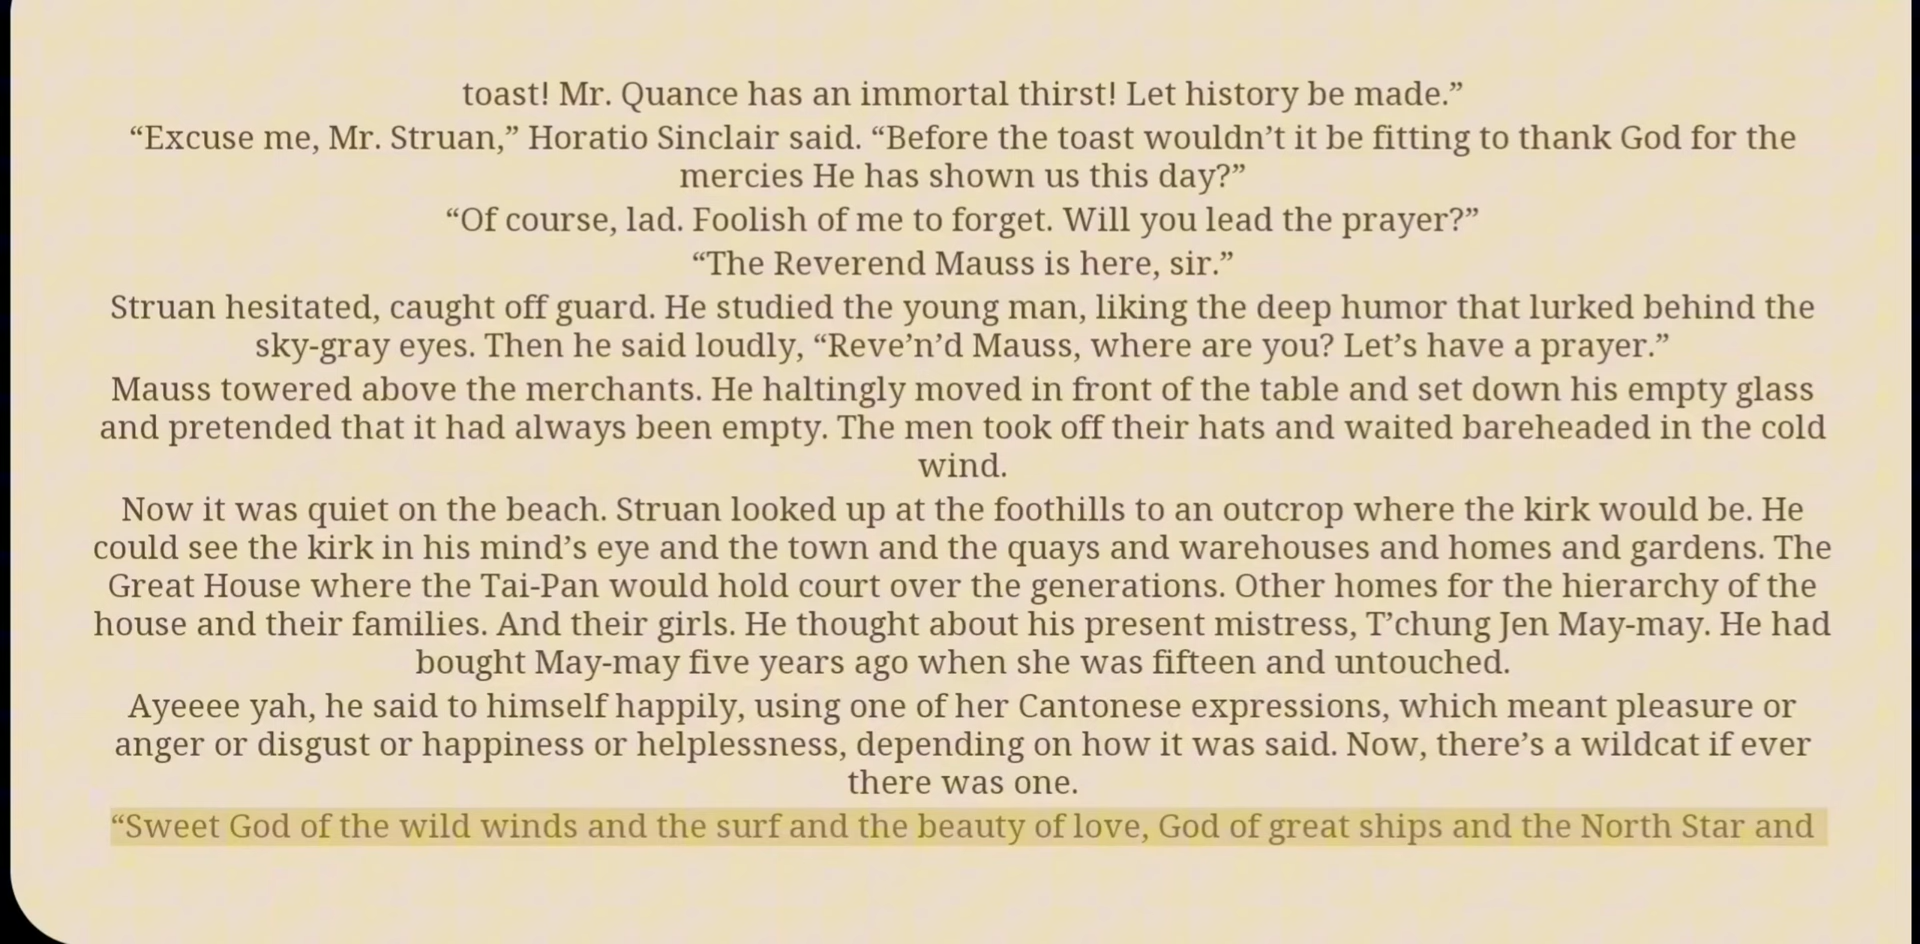 toast! Mr. Quance has an immortal thirst! Let history be made.”
“Excuse me, Mr. Struan,” Horatio Sinclair said. “Before the toast wouldn’t it be fitting to thank God for the
mercies He has shown us this day?”
“Of course, lad. Foolish of me to forget. Will you lead the prayer?”
“The Reverend Mauss is here, sir.”
Struan hesitated, caught off guard. He studied the young man, liking the deep humor that lurked behind the
sky-gray eyes. Then he said loudly, “Reve’n’d Mauss, where are you? Let’s have a prayer.”
Mauss towered above the merchants. He haltingly moved in front of the table and set down his empty glass
and pretended that it had always been empty. The men took off their hats and waited bareheaded in the cold
wind.
Now it was quiet on the beach. Struan looked up at the foothills to an outcrop where the kirk would be. He
could see the kirk in his mind’s eye and the town and the quays and warehouses and homes and gardens. The
Great House where the Tai-Pan would hold court over the generations. Other homes for the hierarchy of the
house and their families. And their girls. He thought about his present mistress, T’chung Jen May-may. He had
bought May-may five years ago when she was fifteen and untouched.
Ayeeee yah, he said to himself happily, using one of her Cantonese expressions, which meant pleasure or
anger or disgust or happiness or helplessness, depending on how it was said. Now, there’s a wildcat if ever
there was one.
“Sweet God of the wild winds and the surf and the beauty of love, God of great ships and the North Star and